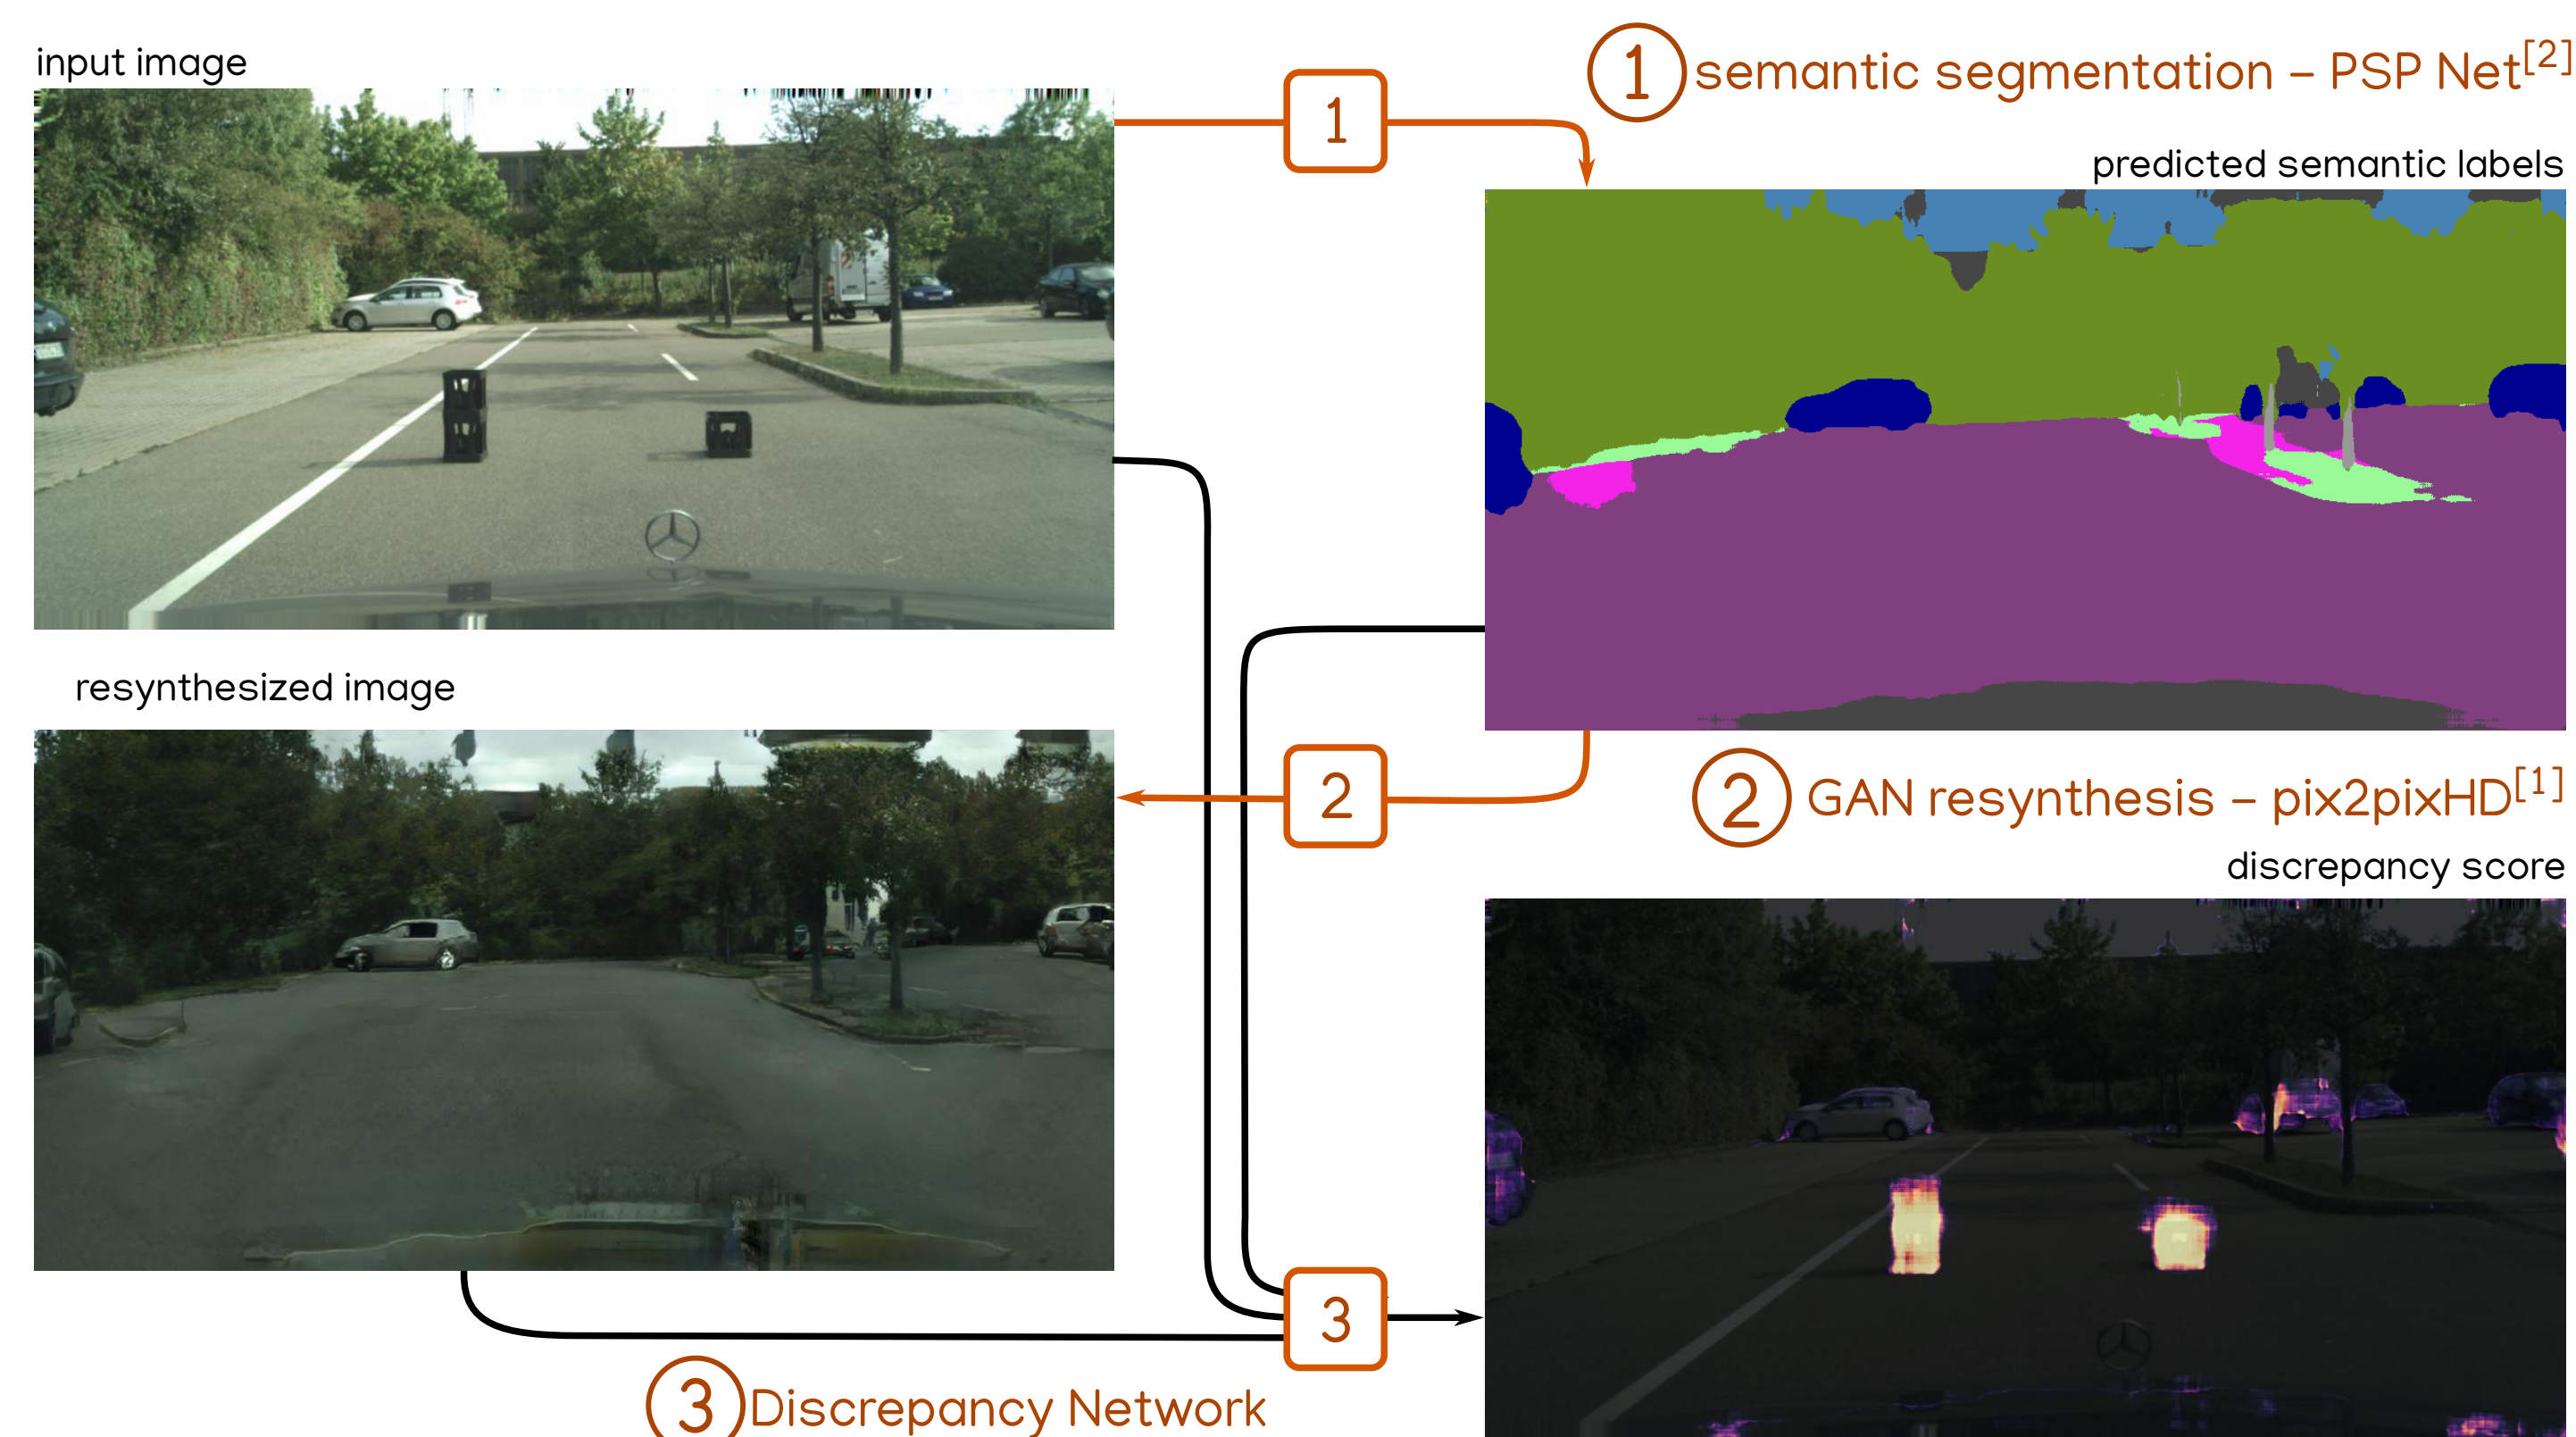 input image
1
① semantic segmentation – PSP Net[2]
predicted semantic labels
resynthesized image
2
② GAN resynthesis – pix2pixHD[1]
discrepancy score
3
③ Discrepancy Network